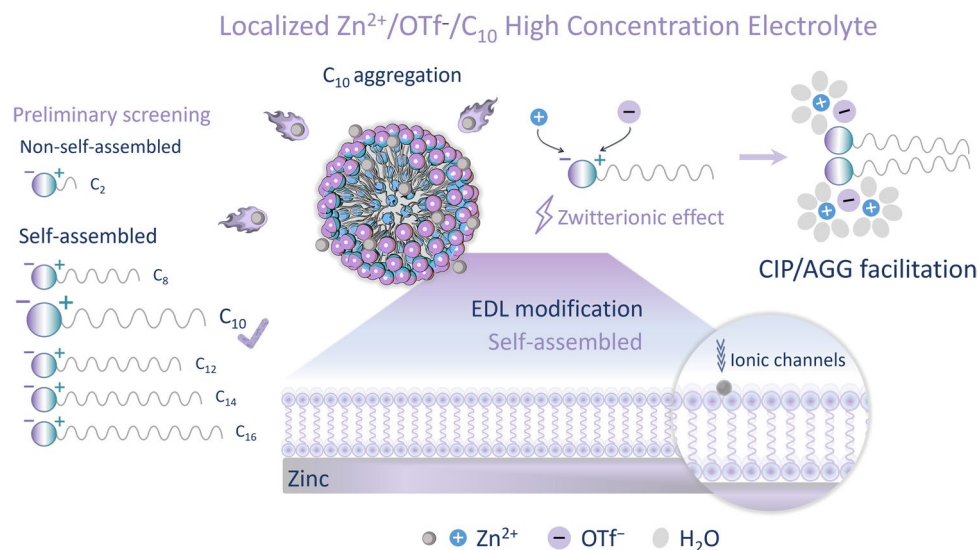 Localized Zn²⁺/OTf⁻/C₁₀ High Concentration Electrolyte
C₁₀ aggregation
Preliminary screening
Non-self-assembled
− + C₂
Self-assembled
− + C₈
− + C₁₀
− + C₁₂
− + C₁₄
− + C₁₆
+ −
− +
Zwitterionic effect
+ −
+ − +
CIP/AGG facilitation
EDL modification
Self-assembled
Ionic channels
Zinc
+ Zn²⁺ − OTf⁻ H₂O